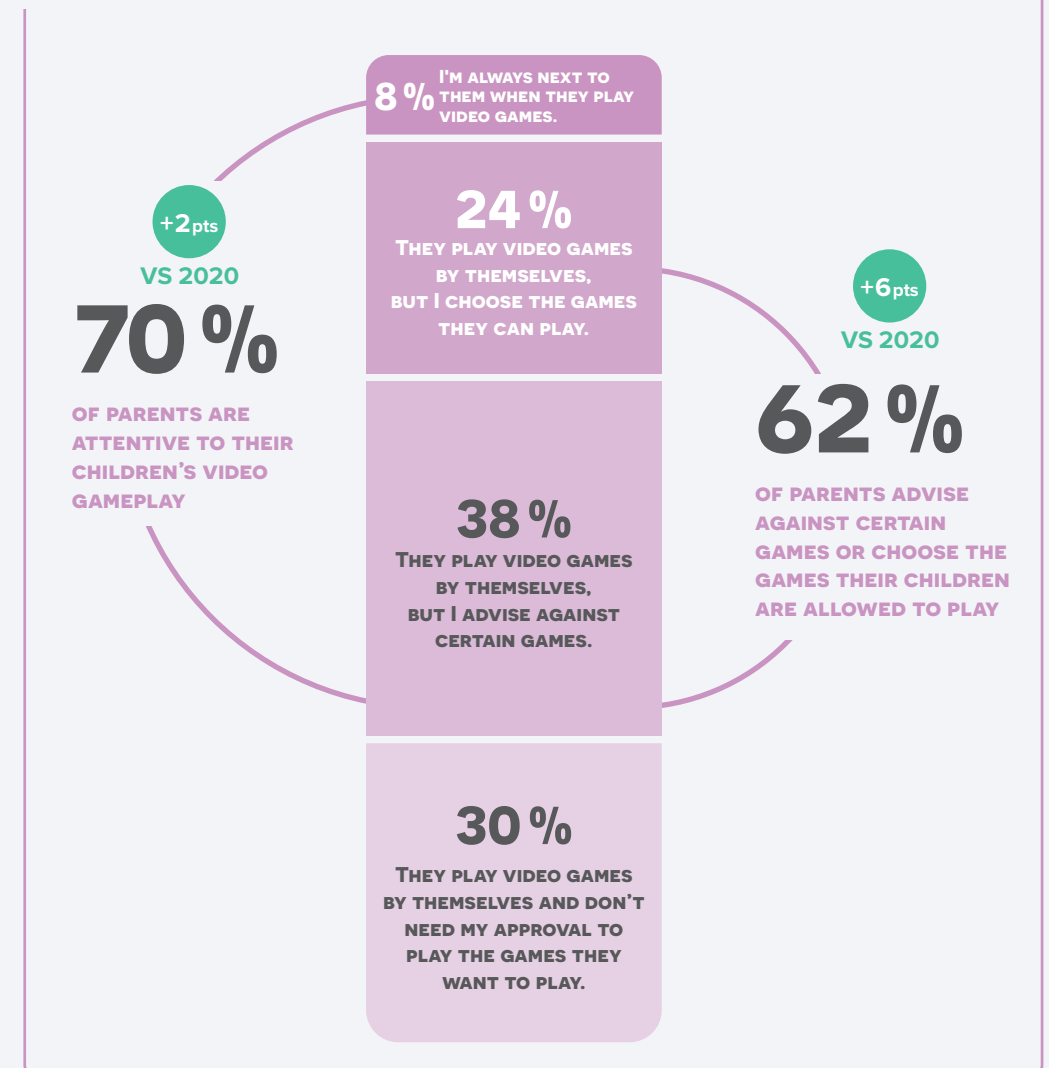 8 %
I'm always next to
them when they play
video games.
24 %
They play video games
by themselves,
but I choose the games
they can play.
+2 pts
VS 2020
70 %
of parents are
attentive to their
children's video
gameplay
+6 pts
VS 2020
62 %
of parents advise
against certain
games or choose the
games their children
are allowed to play
38 %
They play video games
by themselves,
but I advise against
certain games.
30 %
They play video games
by themselves and don't
need my approval to
play the games they
want to play.